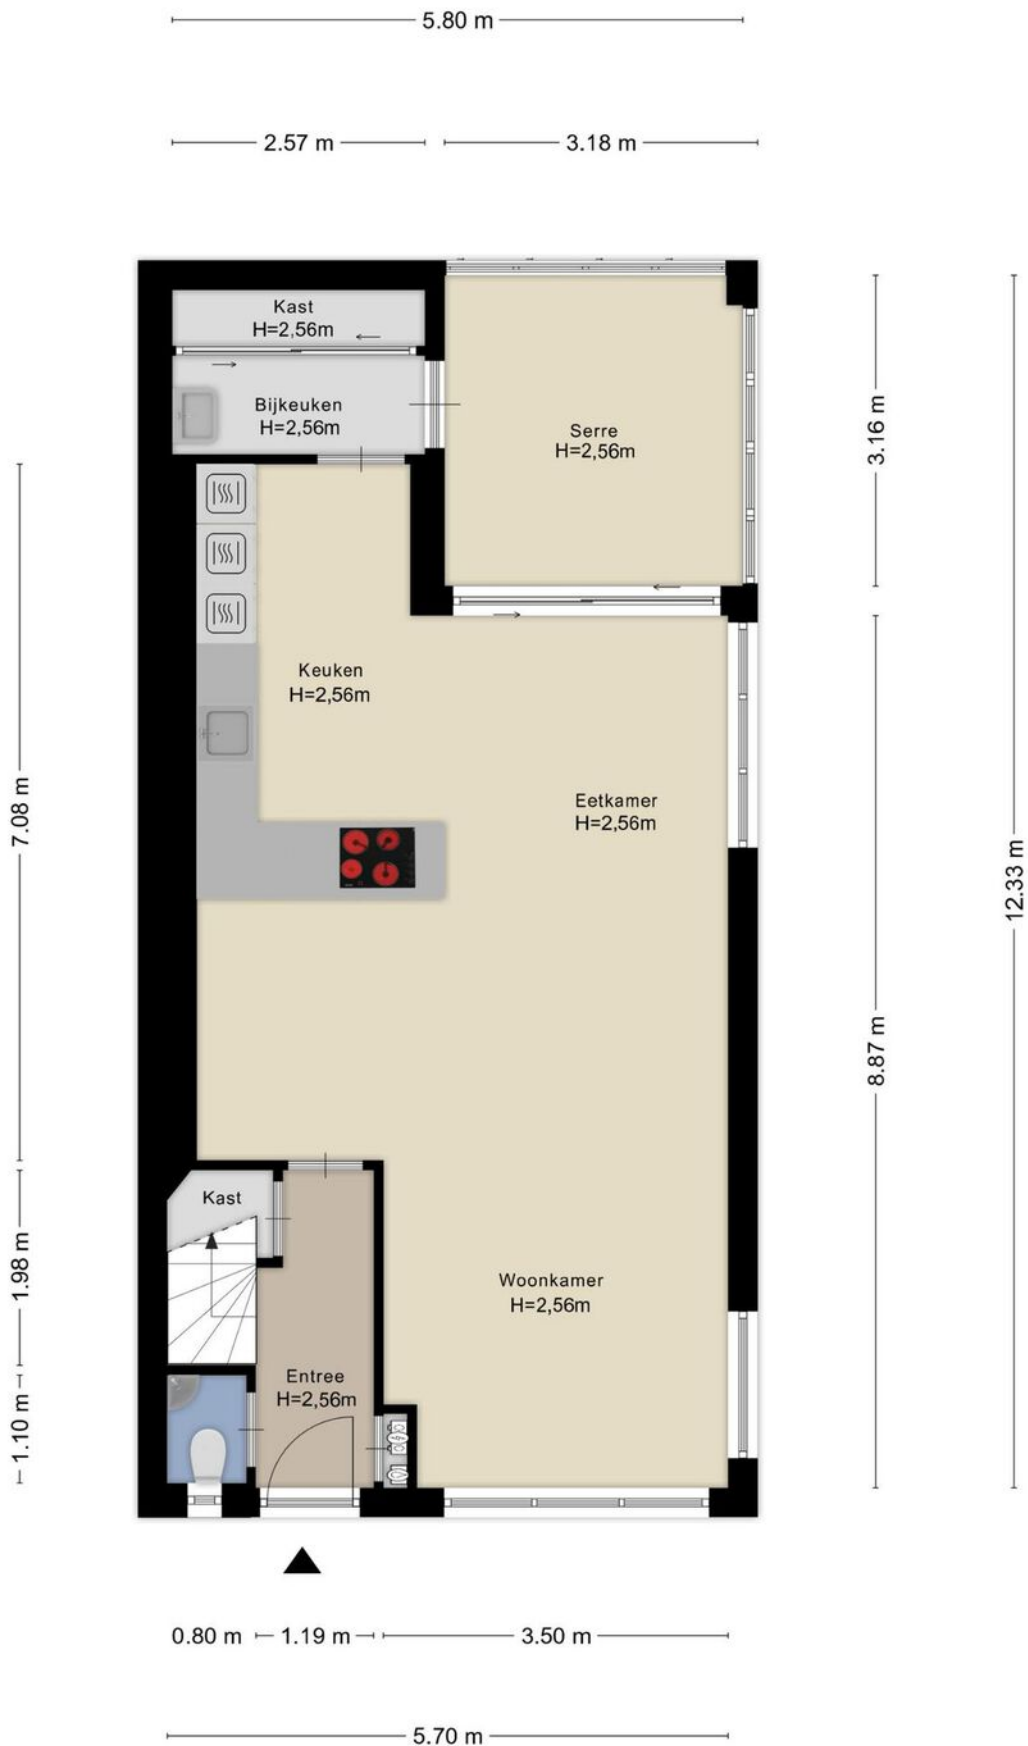 5.80 m
2.57 m
3.18 m
Kast
H=2,56m
Bijkeuken
H=2,56m
Serre
H=2,56m
3.16 m
Keuken
H=2,56m
Eetkamer
H=2,56m
7.08 m
12.33 m
8.87 m
Kast
1.98 m
Woonkamer
H=2,56m
Entree
H=2,56m
1.10 m
0.80 m
1.19 m
3.50 m
5.70 m